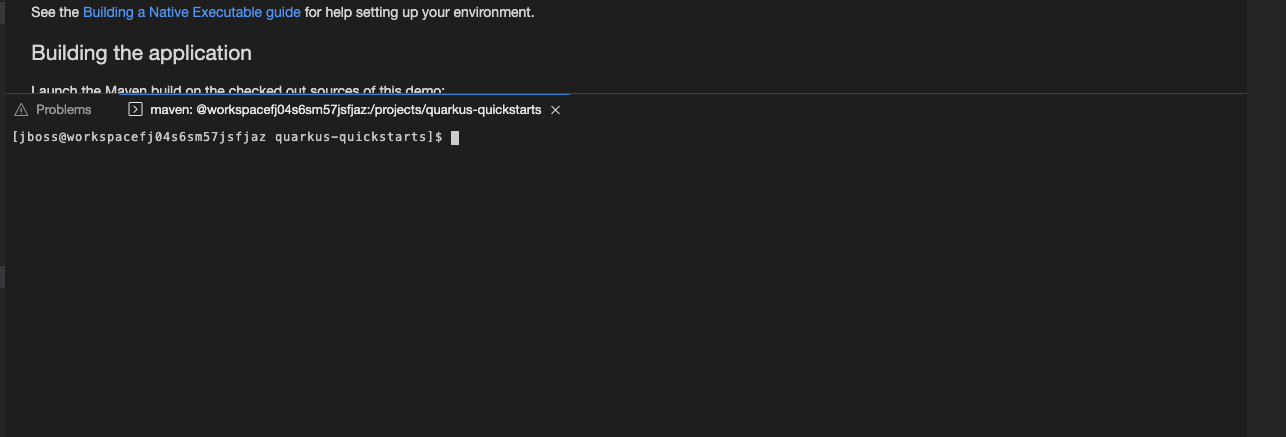 See the Building a Native Executable guide for help setting up your environment.
Building the application
Launch the Maven build on the checked out sources of this demo:
Problems
maven: @workspacefj04s6sm57jsfjaz:/projects/quarkus-quickstarts
[jboss@workspacefj04s6sm57jsfjaz quarkus-quickstarts]$